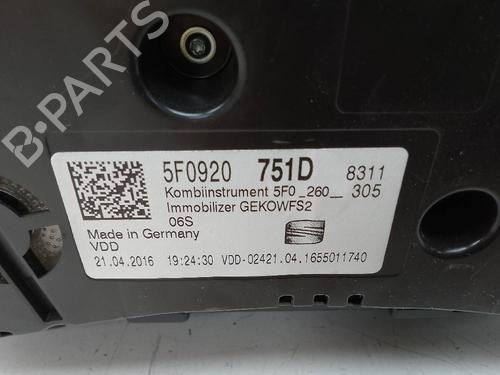 B-PARTS
5F0920 751D 8311
Kombiinstrument 5F0_260__ 305
Immobilizer GEKOWFS2
06S
Made in Germany
VDD
21.04.2016 19:24:30 VDD-02421.04.1655011740